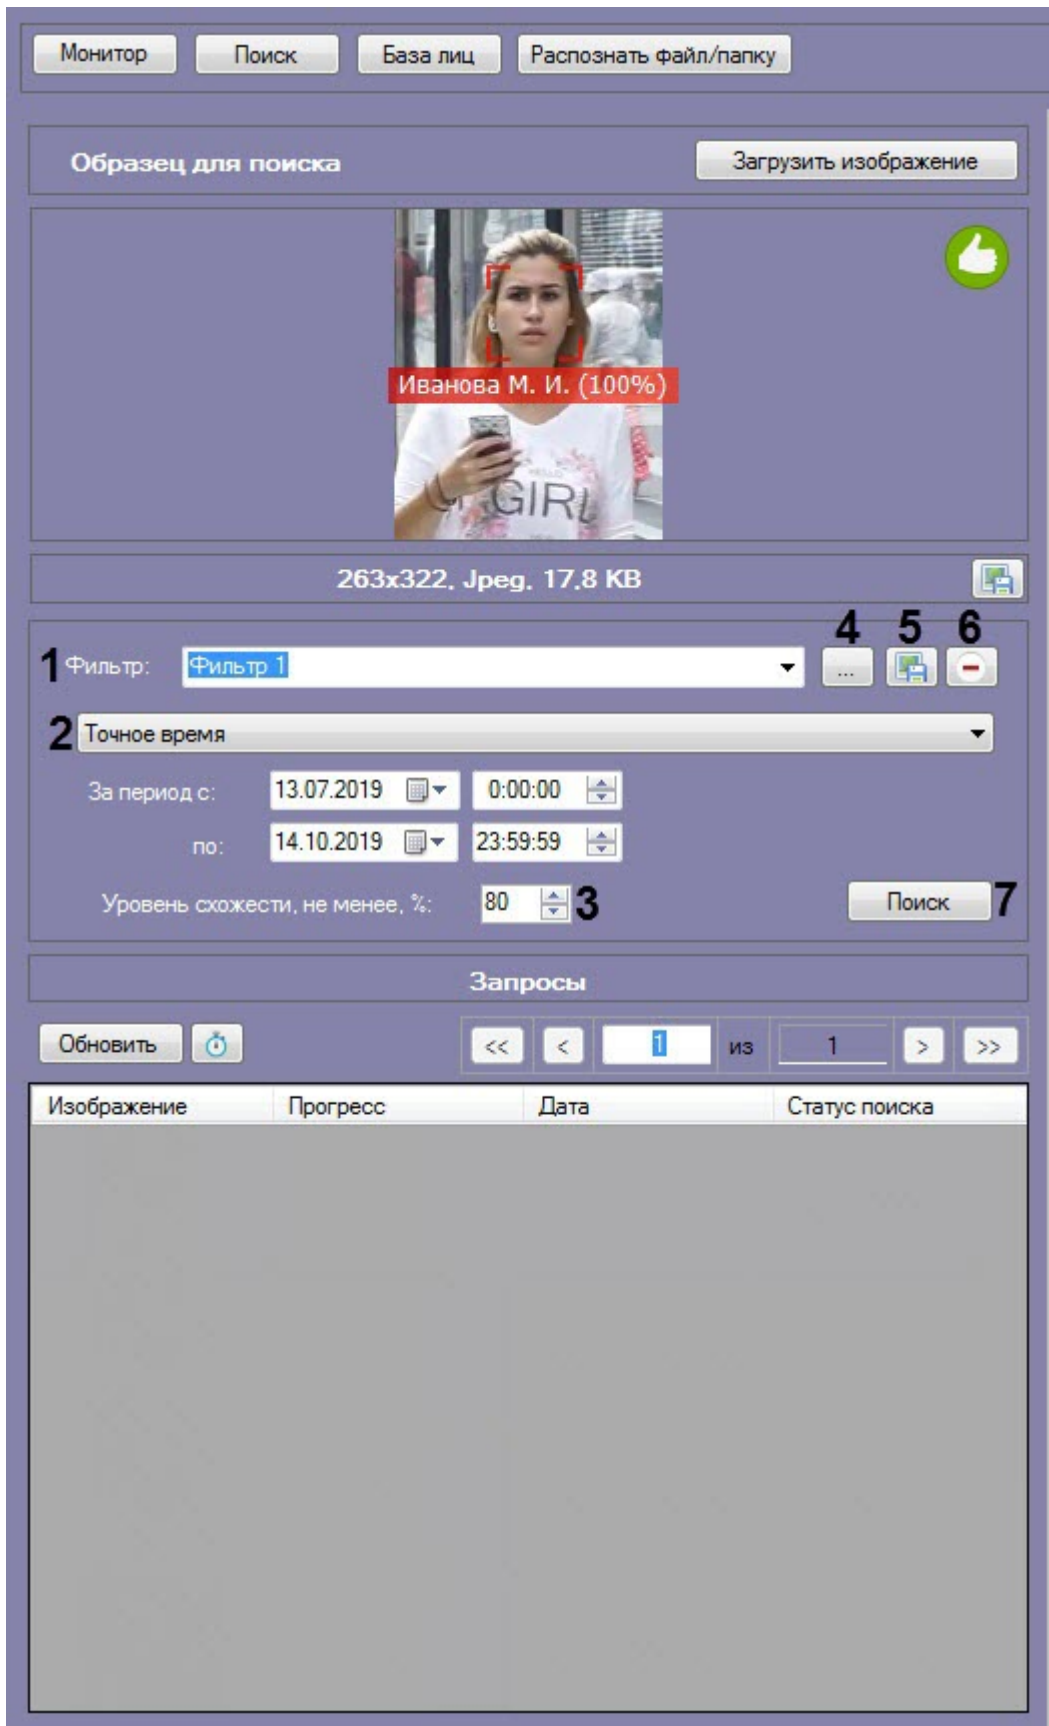 Монитор Поиск База лиц Распознать файл/папку
Образец для поиска Загрузить изображение
Иванова М. И. (100%)
HELLO
GIRL
263x322, Jpeg, 17,8 KB
4 5 6
1 Фильтр: Фильтр 1 ...
2 Точное время
За период с: 13.07.2019 0:00:00
по: 14.10.2019 23:59:59
Уровень схожести, не менее, %: 80 3 Поиск 7
Запросы
Обновить << < 1 из 1 > >>
Изображение Прогресс Дата Статус поиска